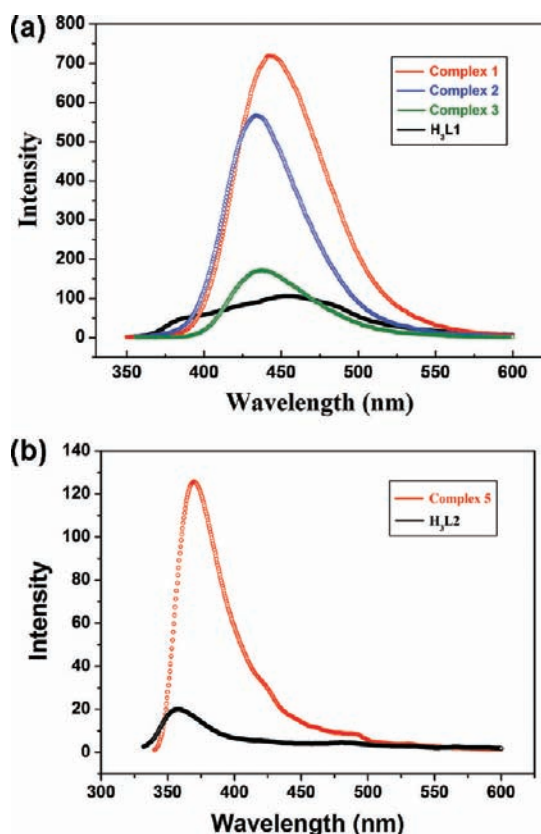 (a)
800
700
600
500
400
300
200
100
0
Intensity
Complex 1
Complex 2
Complex 3
H₃L1
350 400 450 500 550 600
Wavelength (nm)
(b)
140
120
100
80
60
40
20
0
Intensity
Complex 5
H₃L2
300 350 400 450 500 550 600
Wavelength (nm)